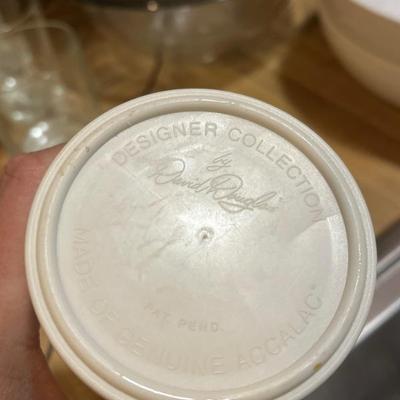 DESIGNER COLLECTION
by
David Douglas
PAT. PEND.
MADE OF GENUINE ACCALAC®